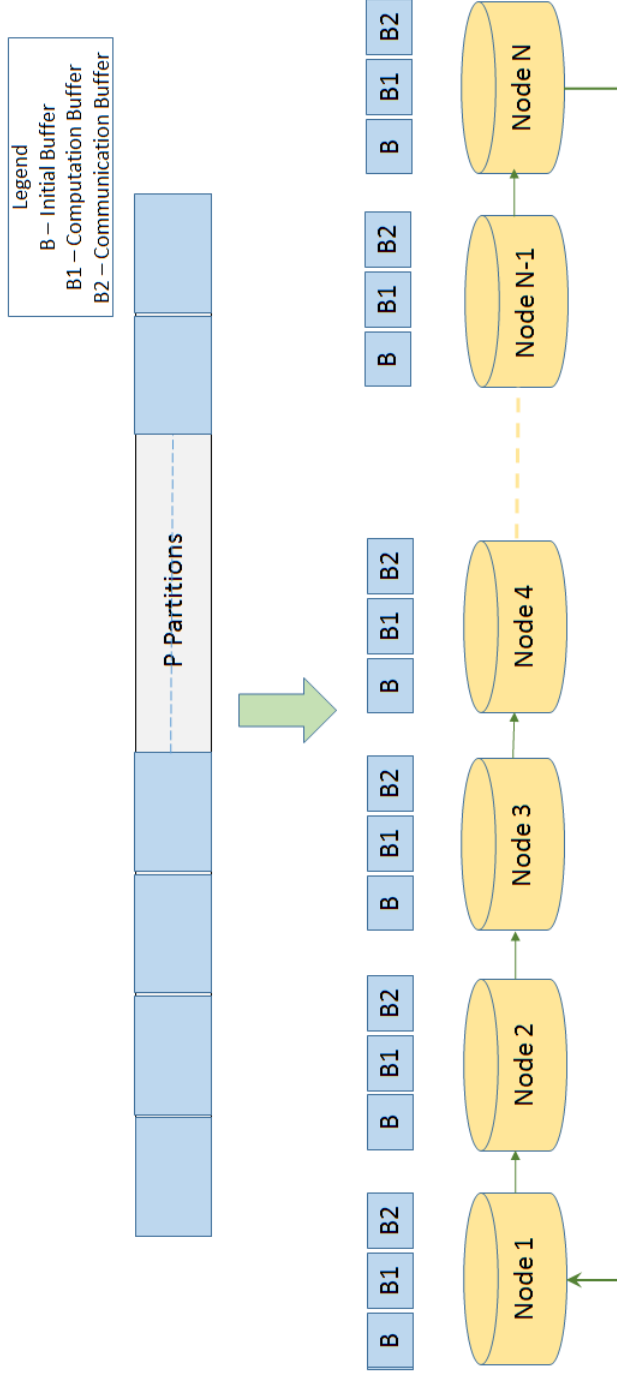 Legend
B – Initial Buffer
B1 – Computation Buffer
B2 – Communication Buffer
P Partitions
B B1 B2
B B1 B2
B B1 B2
B B1 B2
B B1 B2
B B1 B2
Node 1
Node 2
Node 3
Node 4
Node N-1
Node N